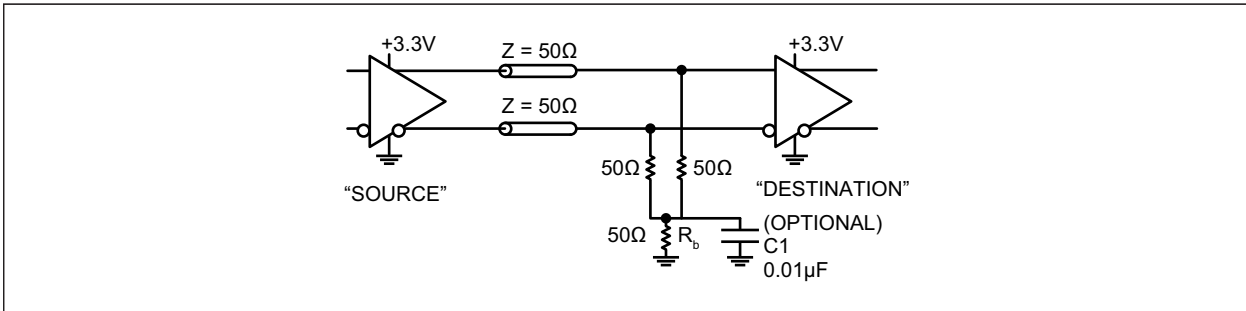 +3.3V
+3.3V
Z = 50Ω
Z = 50Ω
50Ω
50Ω
“SOURCE”
“DESTINATION”
(OPTIONAL)
50Ω
Rb
C1
0.01µF